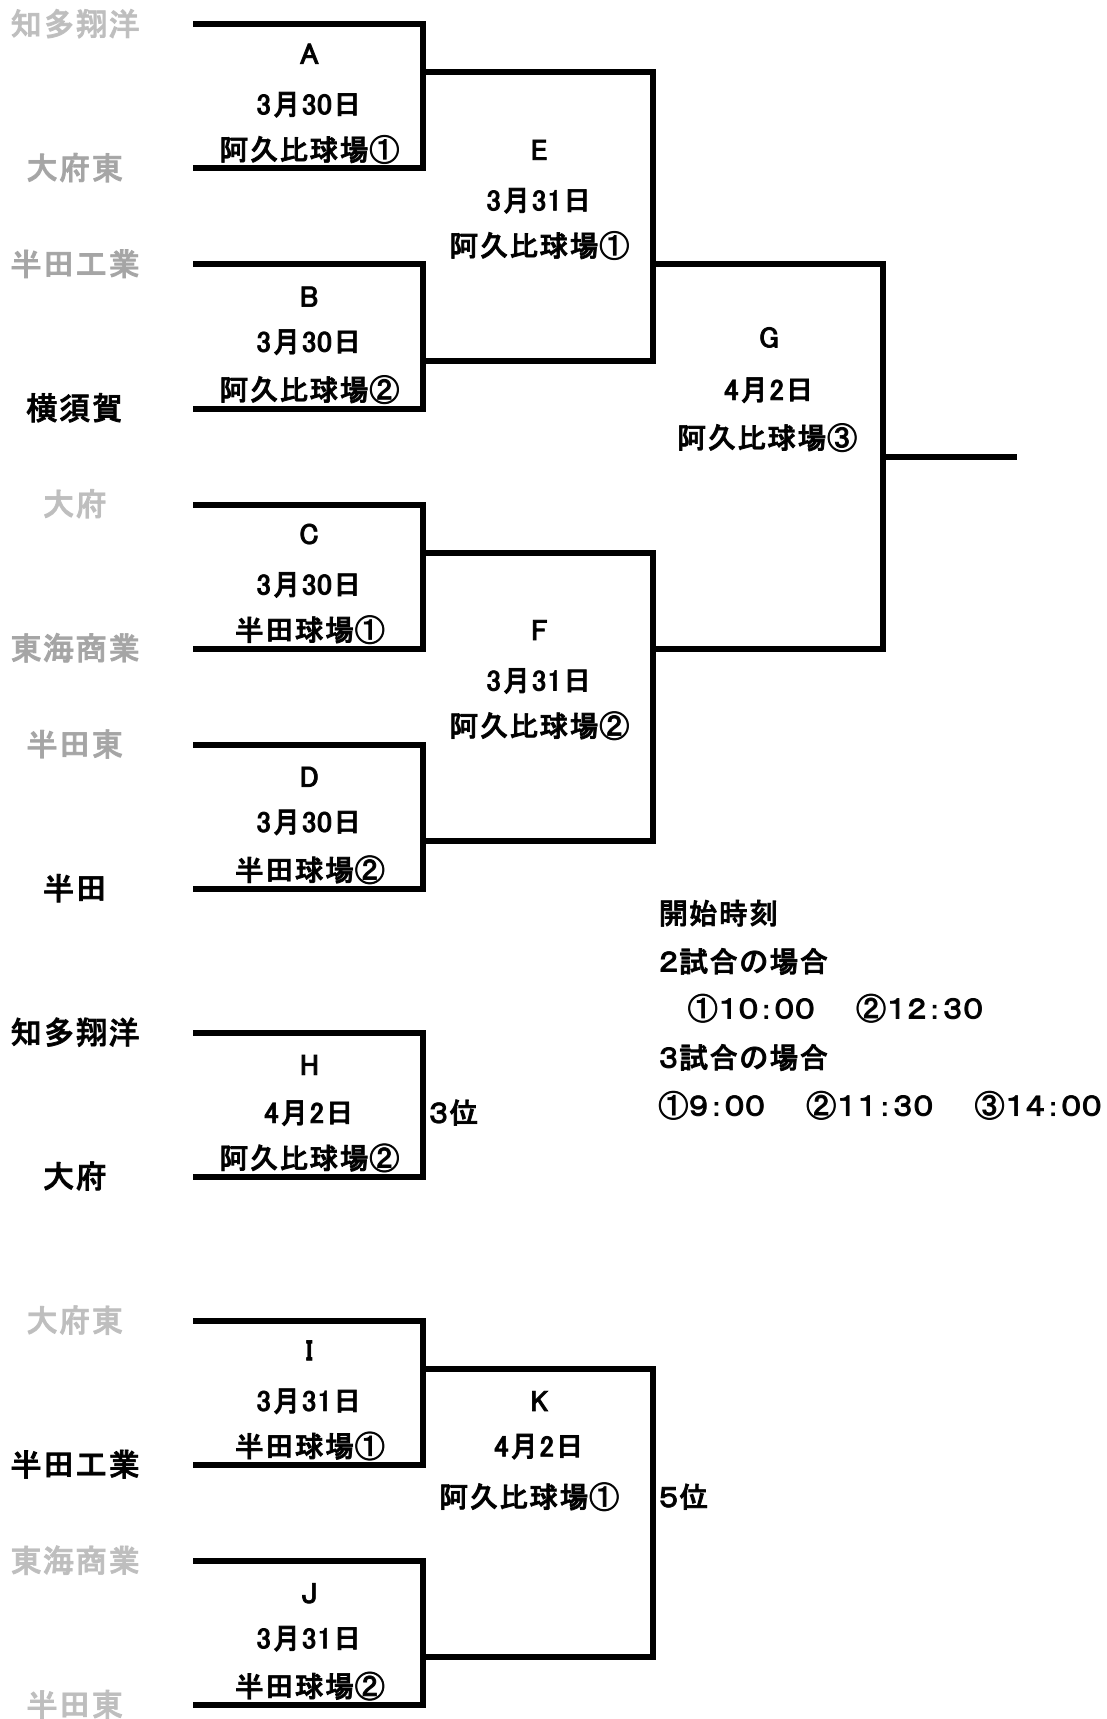 知多翔洋
A
3月30日
阿久比球場①
大府東
E
3月31日
阿久比球場①
半田工業
B
3月30日
阿久比球場②
横須賀
G
4月2日
阿久比球場③
大府
C
3月30日
半田球場①
東海商業
F
3月31日
阿久比球場②
半田東
D
3月30日
半田球場②
半田
開始時刻
2試合の場合
①10:00 ②12:30
3試合の場合
①9:00 ②11:30 ③14:00
知多翔洋
H
4月2日
阿久比球場②
3位
大府
大府東
I
3月31日
半田球場①
半田工業
K
4月2日
阿久比球場①
5位
東海商業
J
3月31日
半田球場②
半田東